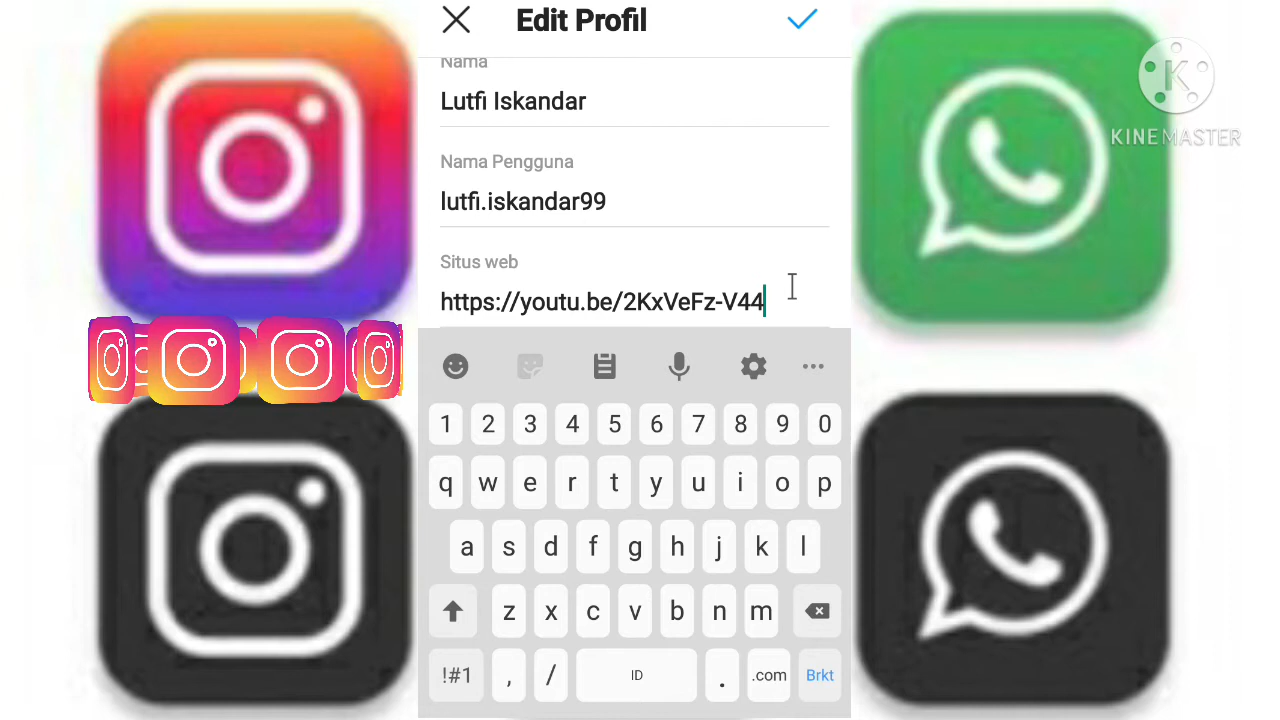 Edit Profil
Nama
Lutfi Iskandar
Nama Pengguna
lutfi.iskandar99
Situs web
https://youtu.be/2KxVeFz-V44
K
KINEMASTER
1 2 3 4 5 6 7 8 9 0
q w e r t y u i o p
a s d f g h j k l
z x c v b n m
!#1 , / ID . .com Brkt